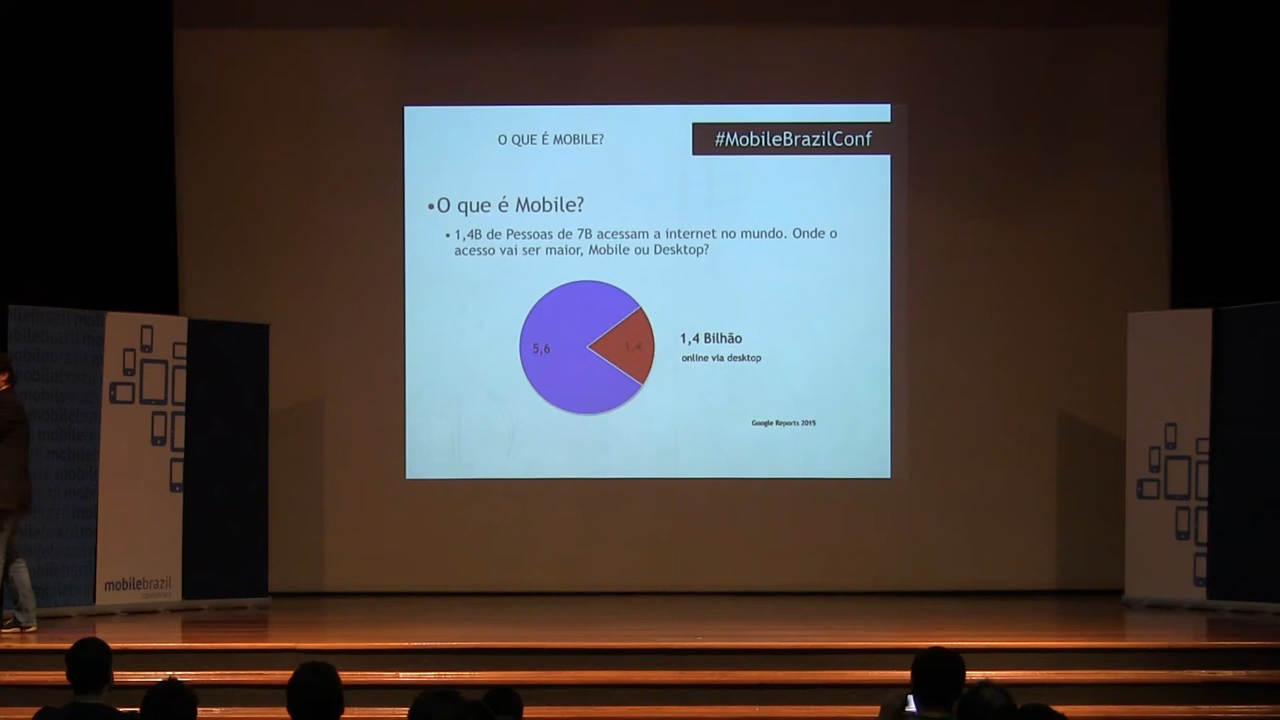 O QUE É MOBILE?
#MobileBrazilConf
•O que é Mobile?
• 1,4B de Pessoas de 7B acessam a internet no mundo. Onde o
acesso vai ser maior, Mobile ou Desktop?
5,6
1,4
1,4 Bilhão
online via desktop
Google Reports 2015
mobilebrazil
CONFERENCE